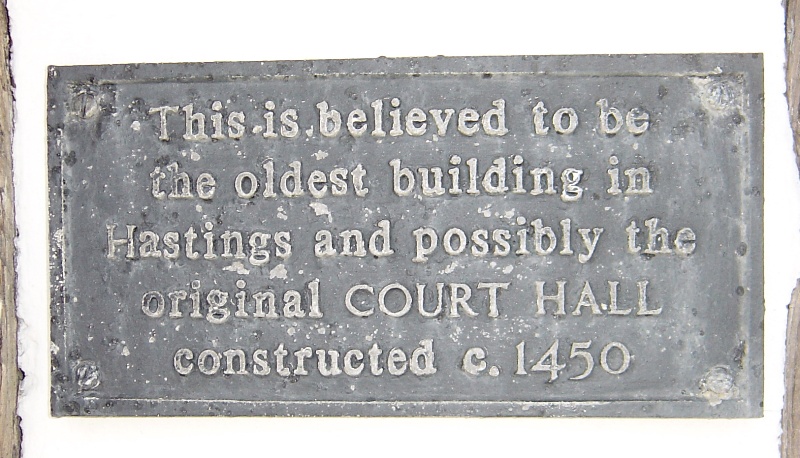 This is believed to be
the oldest building in
Hastings and possibly the
original COURT HALL
constructed c. 1450